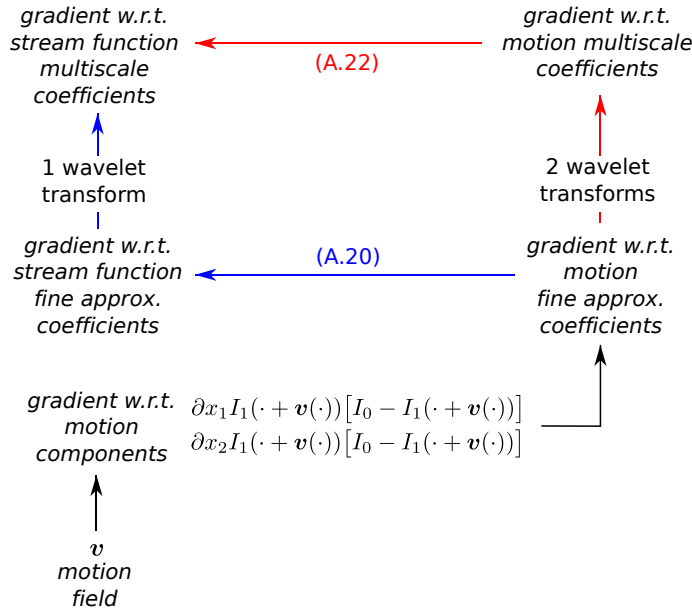 gradient w.r.t.
stream function
multiscale
coefficients
(A.22)
gradient w.r.t.
motion multiscale
coefficients
1 wavelet
transform
2 wavelet
transforms
gradient w.r.t.
stream function
fine approx.
coefficients
(A.20)
gradient w.r.t.
motion
fine approx.
coefficients
gradient w.r.t.
motion
components
∂x₁I₁(· + 𝒗(·))[I₀ − I₁(· + 𝒗(·))]
∂x₂I₁(· + 𝒗(·))[I₀ − I₁(· + 𝒗(·))]
𝒗
motion
field